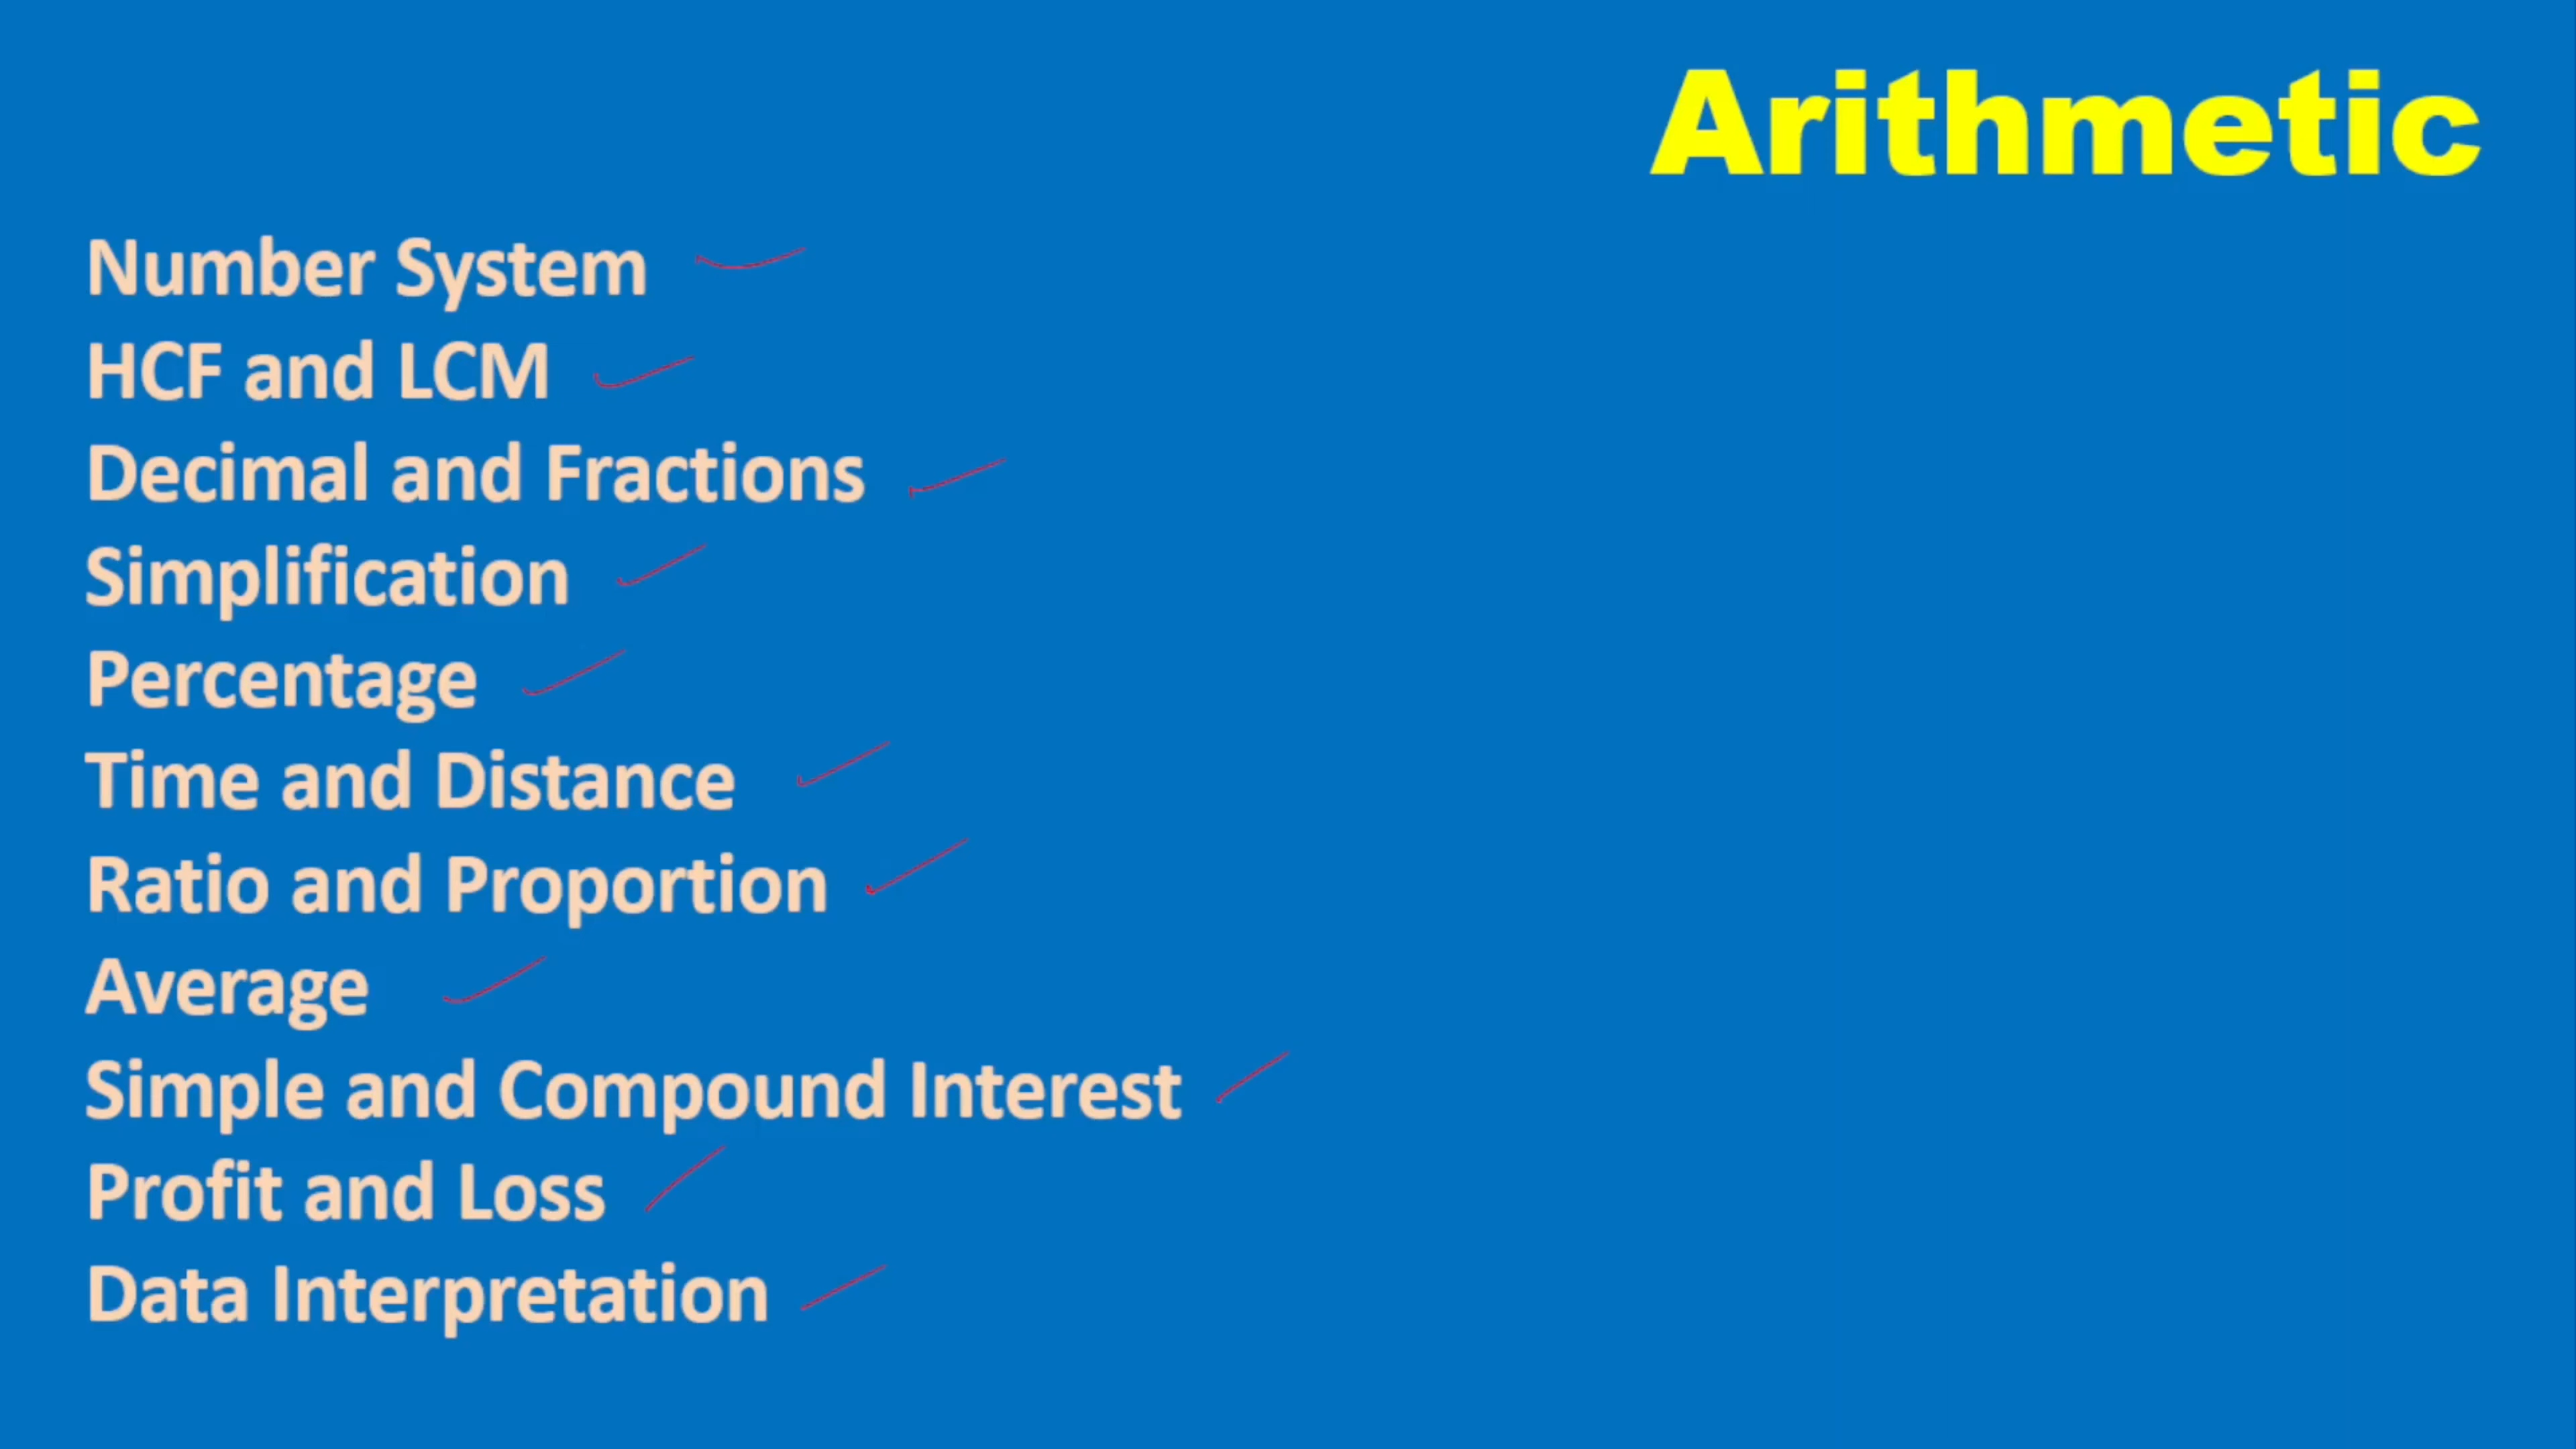 Arithmetic
Number System
HCF and LCM
Decimal and Fractions
Simplification
Percentage
Time and Distance
Ratio and Proportion
Average
Simple and Compound Interest
Profit and Loss
Data Interpretation